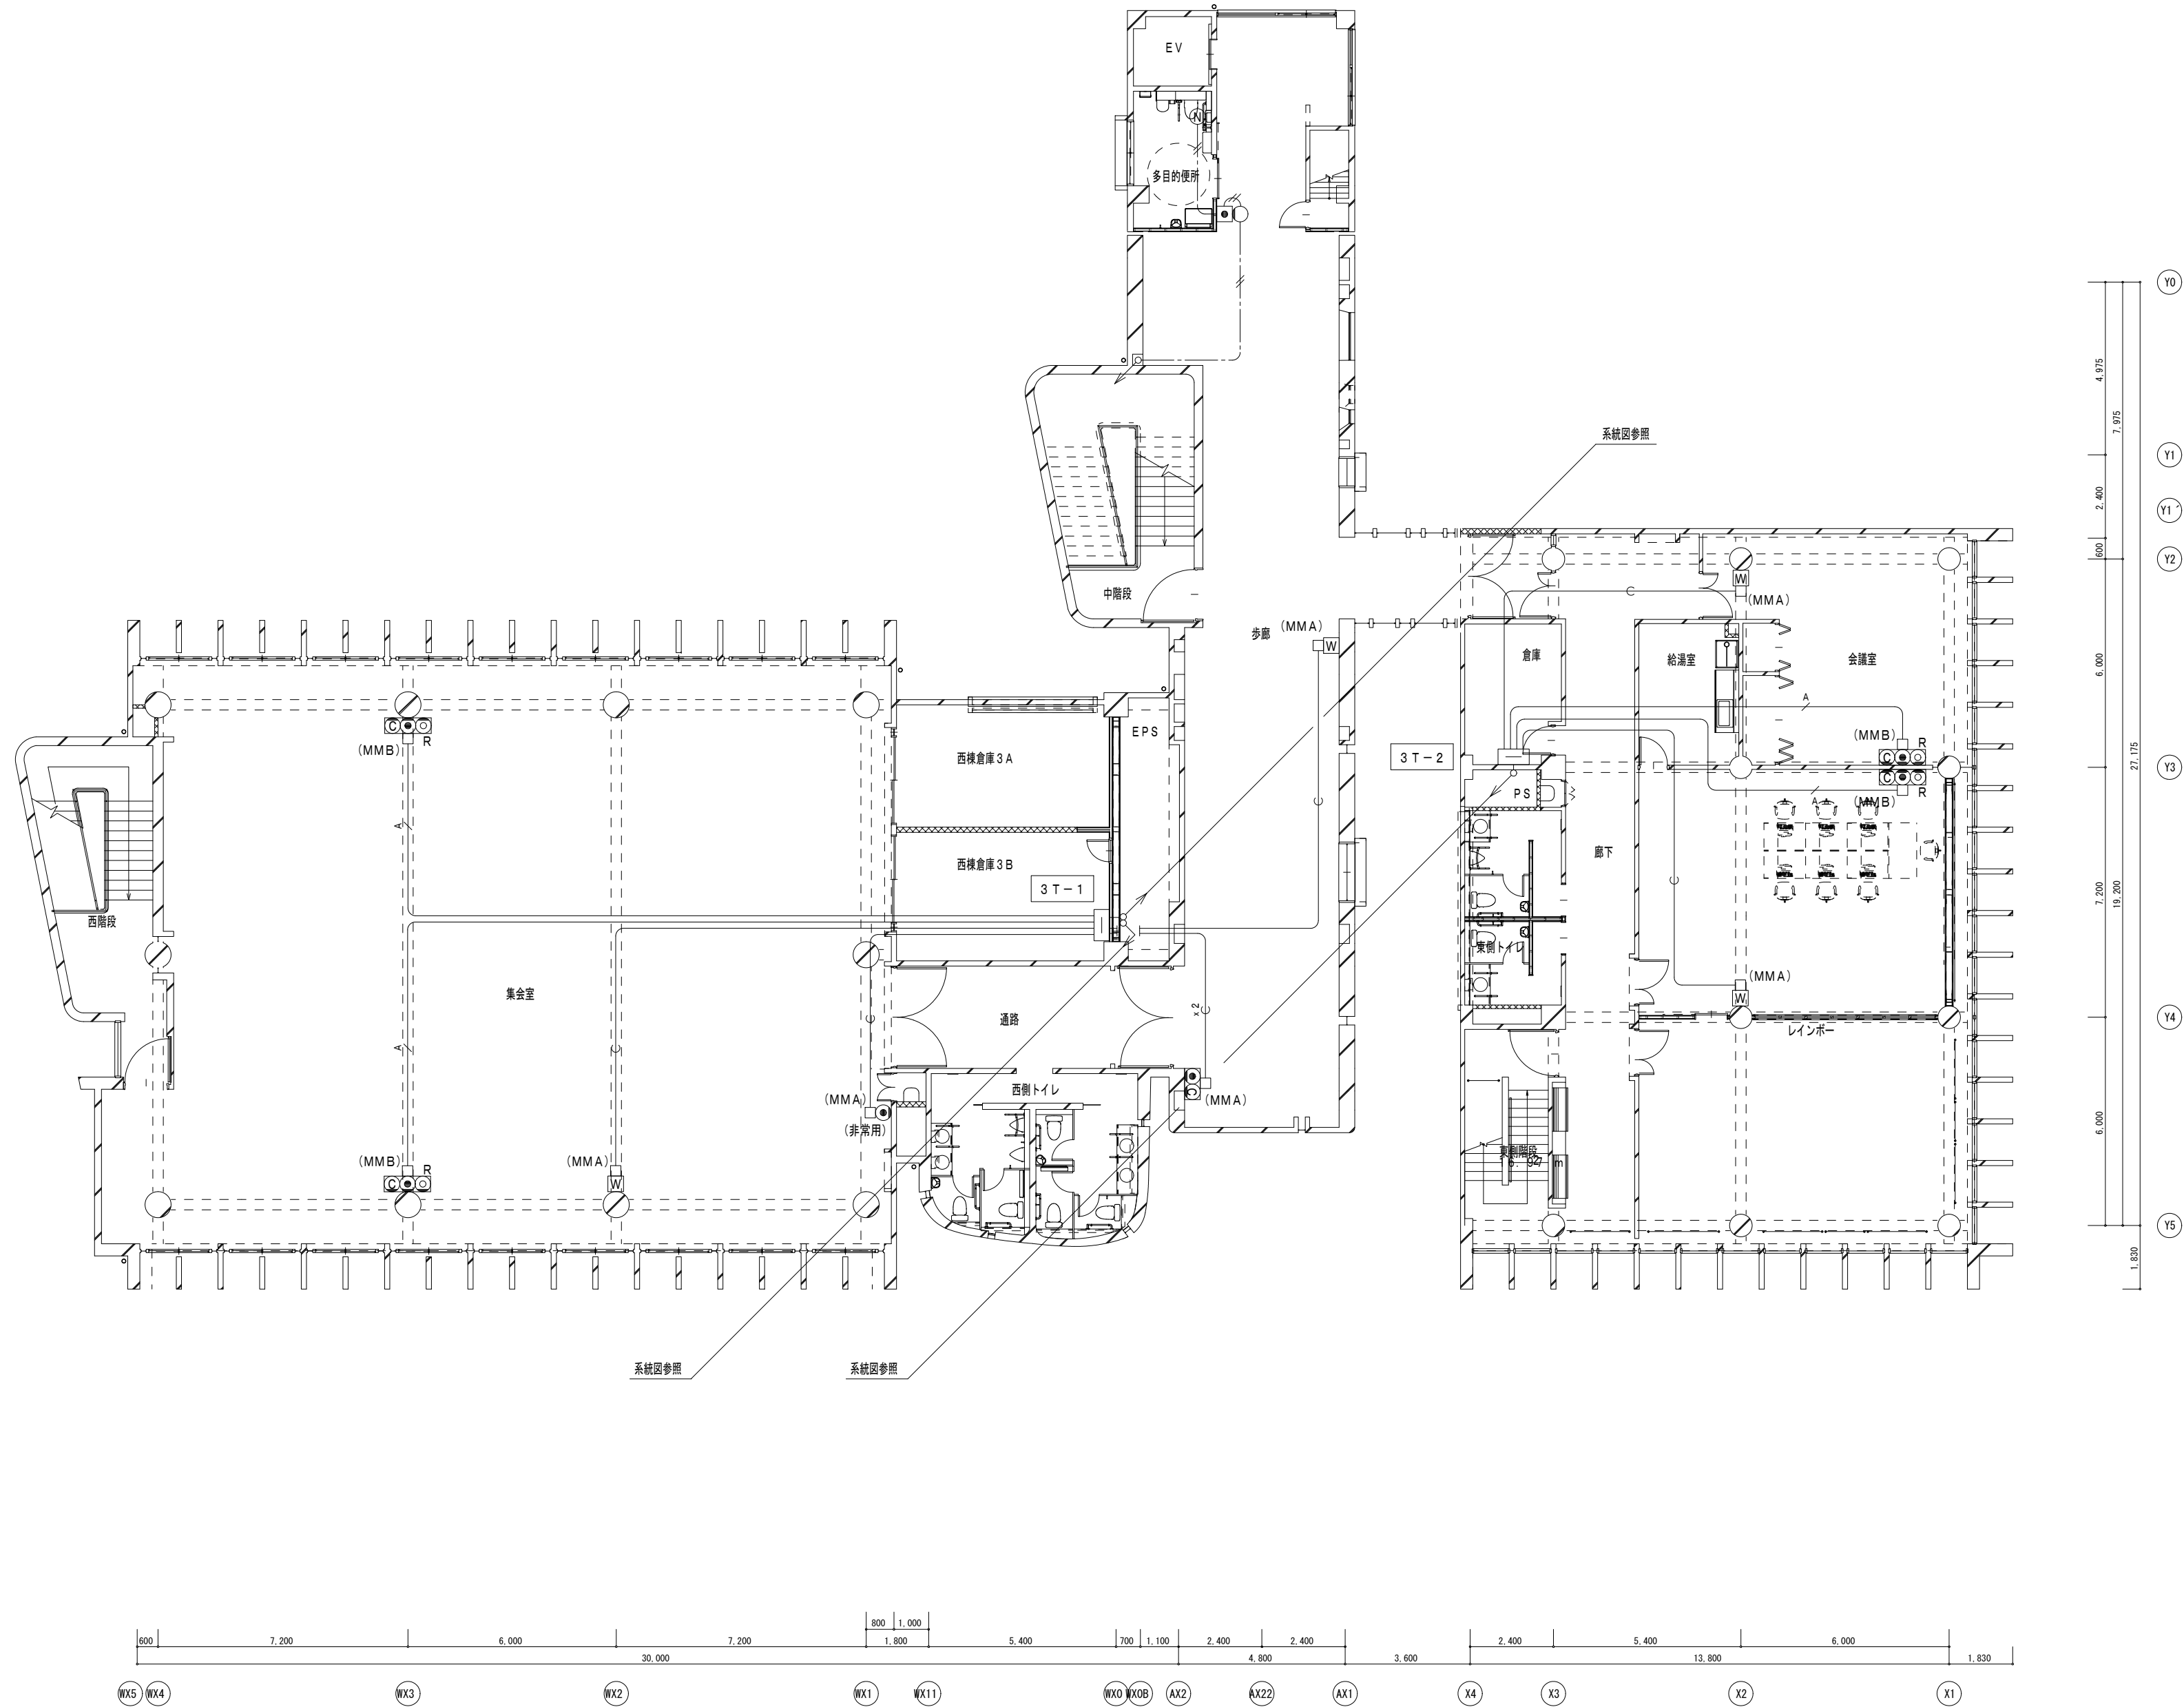 EV
N
多目的便所
Y0
4,975
7,975
系統図参照
Y1
2,400
Y1´
600
Y2
中階段
歩廊
(MMA)
W
W
(MMA)
C
倉庫
給湯室
会議室
6,000
27,175
A
C
R
(MMB)
EPS
西棟倉庫3A
3T-2
(MMB)
R
C
C
R
(MMB)
Y3
PS
A
C
A
西棟倉庫3B
3T-1
廊下
C
7,200
19,200
西階段
東側トイレ
集会室
(MMA)
W
x2
C
通路
C
レインボー
Y4
A
C
西側トイレ
(MMA)
(非常用)
C
(MMA)
6,000
東側階段
(MMB)
R
C
(MMA)
W
Y5
1,830
系統図参照
系統図参照
800
1,000
600
7,200
6,000
7,200
1,800
5,400
700
1,100
2,400
2,400
2,400
5,400
6,000
30,000
4,800
3,600
13,800
1,830
WX5
WX4
WX3
WX2
WX1
WX11
WX0
WX0B
AX2
AX22
AX1
X4
X3
X2
X1